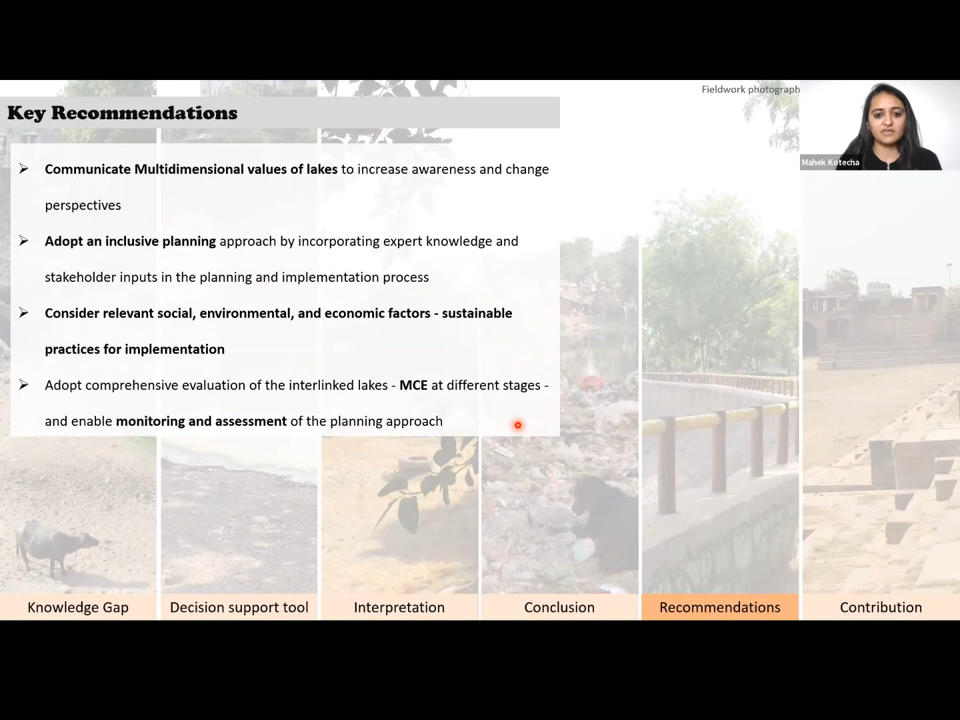 Fieldwork photograph
Key Recommendations
Mahek Kotecha
➢ Communicate Multidimensional values of lakes to increase awareness and change
perspectives
➢ Adopt an inclusive planning approach by incorporating expert knowledge and
stakeholder inputs in the planning and implementation process
➢ Consider relevant social, environmental, and economic factors - sustainable
practices for implementation
➢ Adopt comprehensive evaluation of the interlinked lakes - MCE at different stages -
and enable monitoring and assessment of the planning approach
Knowledge Gap
Decision support tool
Interpretation
Conclusion
Recommendations
Contribution